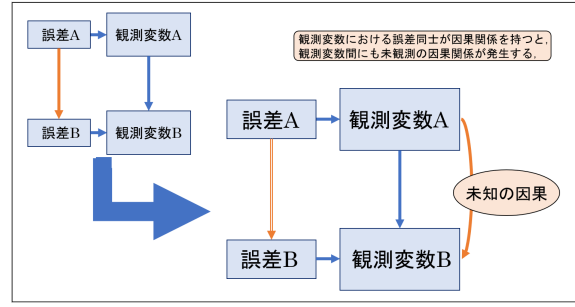 誤差A
観測変数A
観測変数における誤差同士が因果関係を持つと,
観測変数間にも未観測の因果関係が発生する,
誤差B
観測変数B
誤差A
観測変数A
未知の因果
誤差B
観測変数B